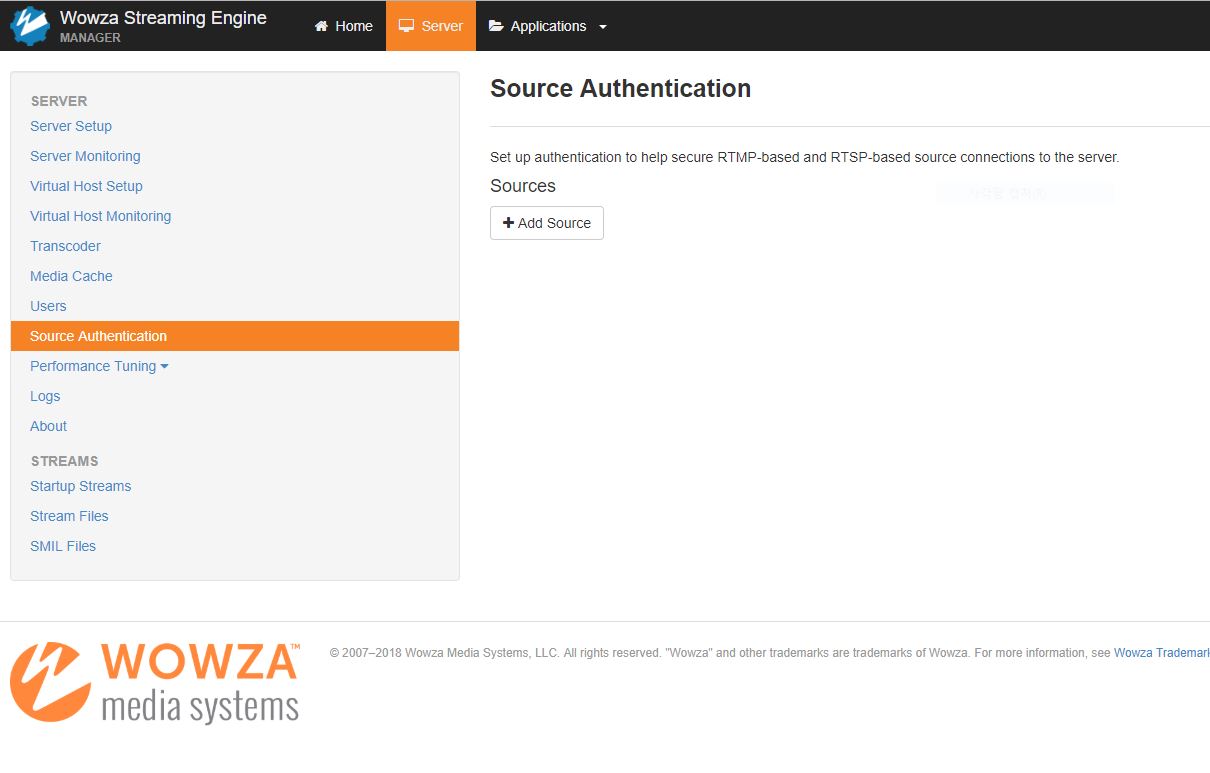 Wowza Streaming Engine
MANAGER
Home
Server
Applications
SERVER
Server Setup
Server Monitoring
Virtual Host Setup
Virtual Host Monitoring
Transcoder
Media Cache
Users
Source Authentication
Performance Tuning
Logs
About
STREAMS
Startup Streams
Stream Files
SMIL Files
Source Authentication
Set up authentication to help secure RTMP-based and RTSP-based source connections to the server.
Sources
+ Add Source
WOWZA™
media systems
© 2007–2018 Wowza Media Systems, LLC. All rights reserved. "Wowza" and other trademarks are trademarks of Wowza. For more information, see Wowza Trademark